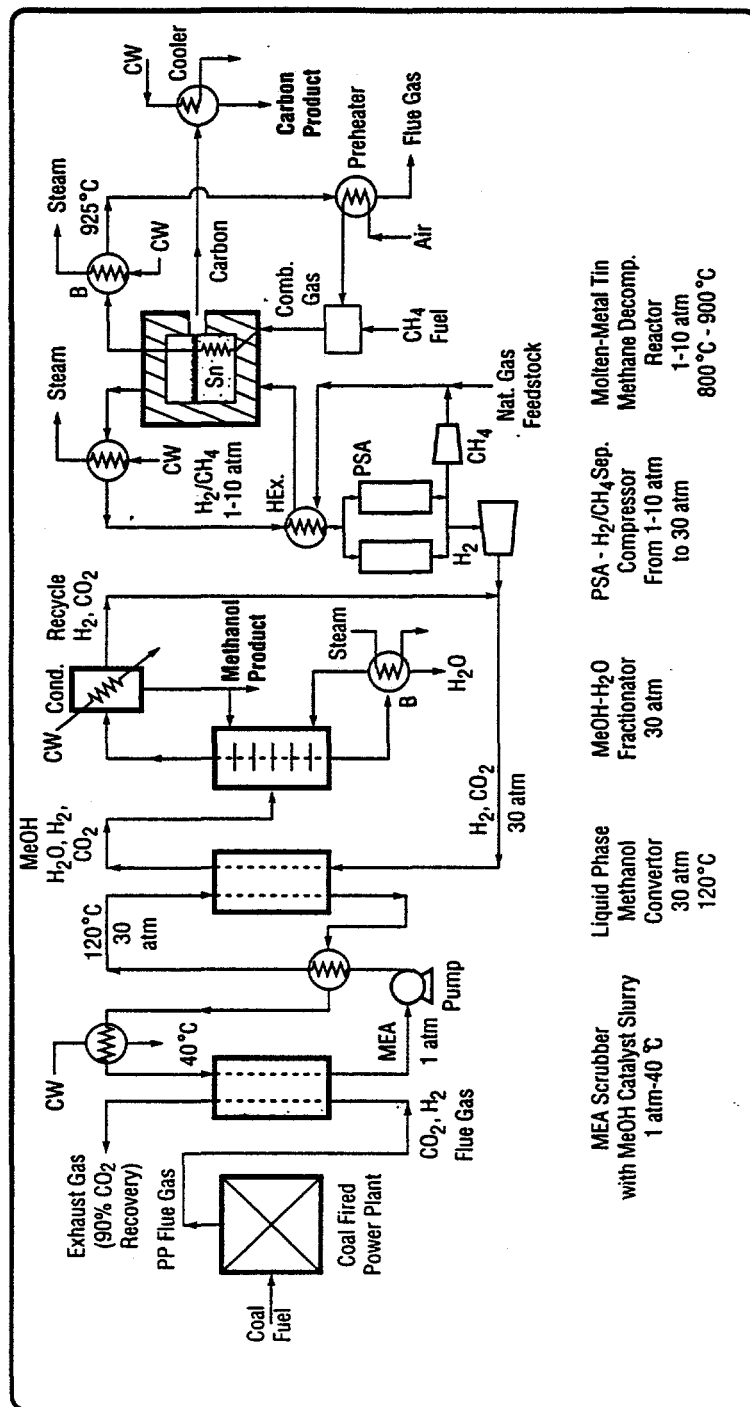 Coal
Fuel
Coal Fired
Power Plant
PP Flue Gas
Exhaust Gas
(90% CO2
Recovery)
CO2, H2
Flue Gas
CW
40°C
MEA
1 atm
Pump
120°C
30
atm
MeOH
H2O, H2,
CO2
H2, CO2
30 atm
CW
Cond.
Recycle
H2, CO2
Methanol
Product
Steam
B
H2O
Steam
CW
H2/CH4
1-10 atm
HEx.
PSA
H2
CH4
Nat. Gas
Feedstock
Sn
Steam
925°C
B
CW
Carbon
Comb.
Gas
CH4
Fuel
CW
Cooler
Carbon
Product
Preheater
Air
Flue Gas
MEA Scrubber
with MeOH Catalyst Slurry
1 atm-40 °C
Liquid Phase
Methanol
Convertor
30 atm
120°C
MeOH-H2O
Fractionator
30 atm
PSA - H2/CH4 Sep.
Compressor
From 1-10 atm
to 30 atm
Molten-Metal Tin
Methane Decomp.
Reactor
1-10 atm
800°C - 900°C